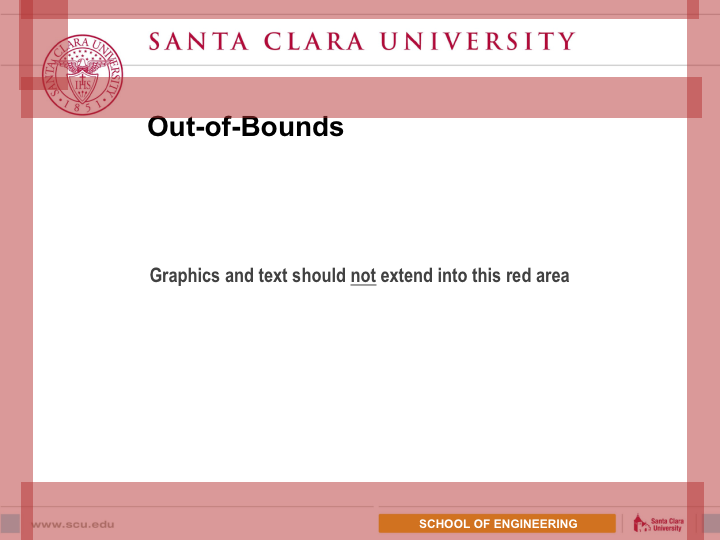 SANTA CLARA UNIVERSITY
SANTA CLARA UNIVERSITY
IHS
• 1851 •
Out-of-Bounds
Graphics and text should not extend into this red area
www.scu.edu
SCHOOL OF ENGINEERING
Santa Clara
University